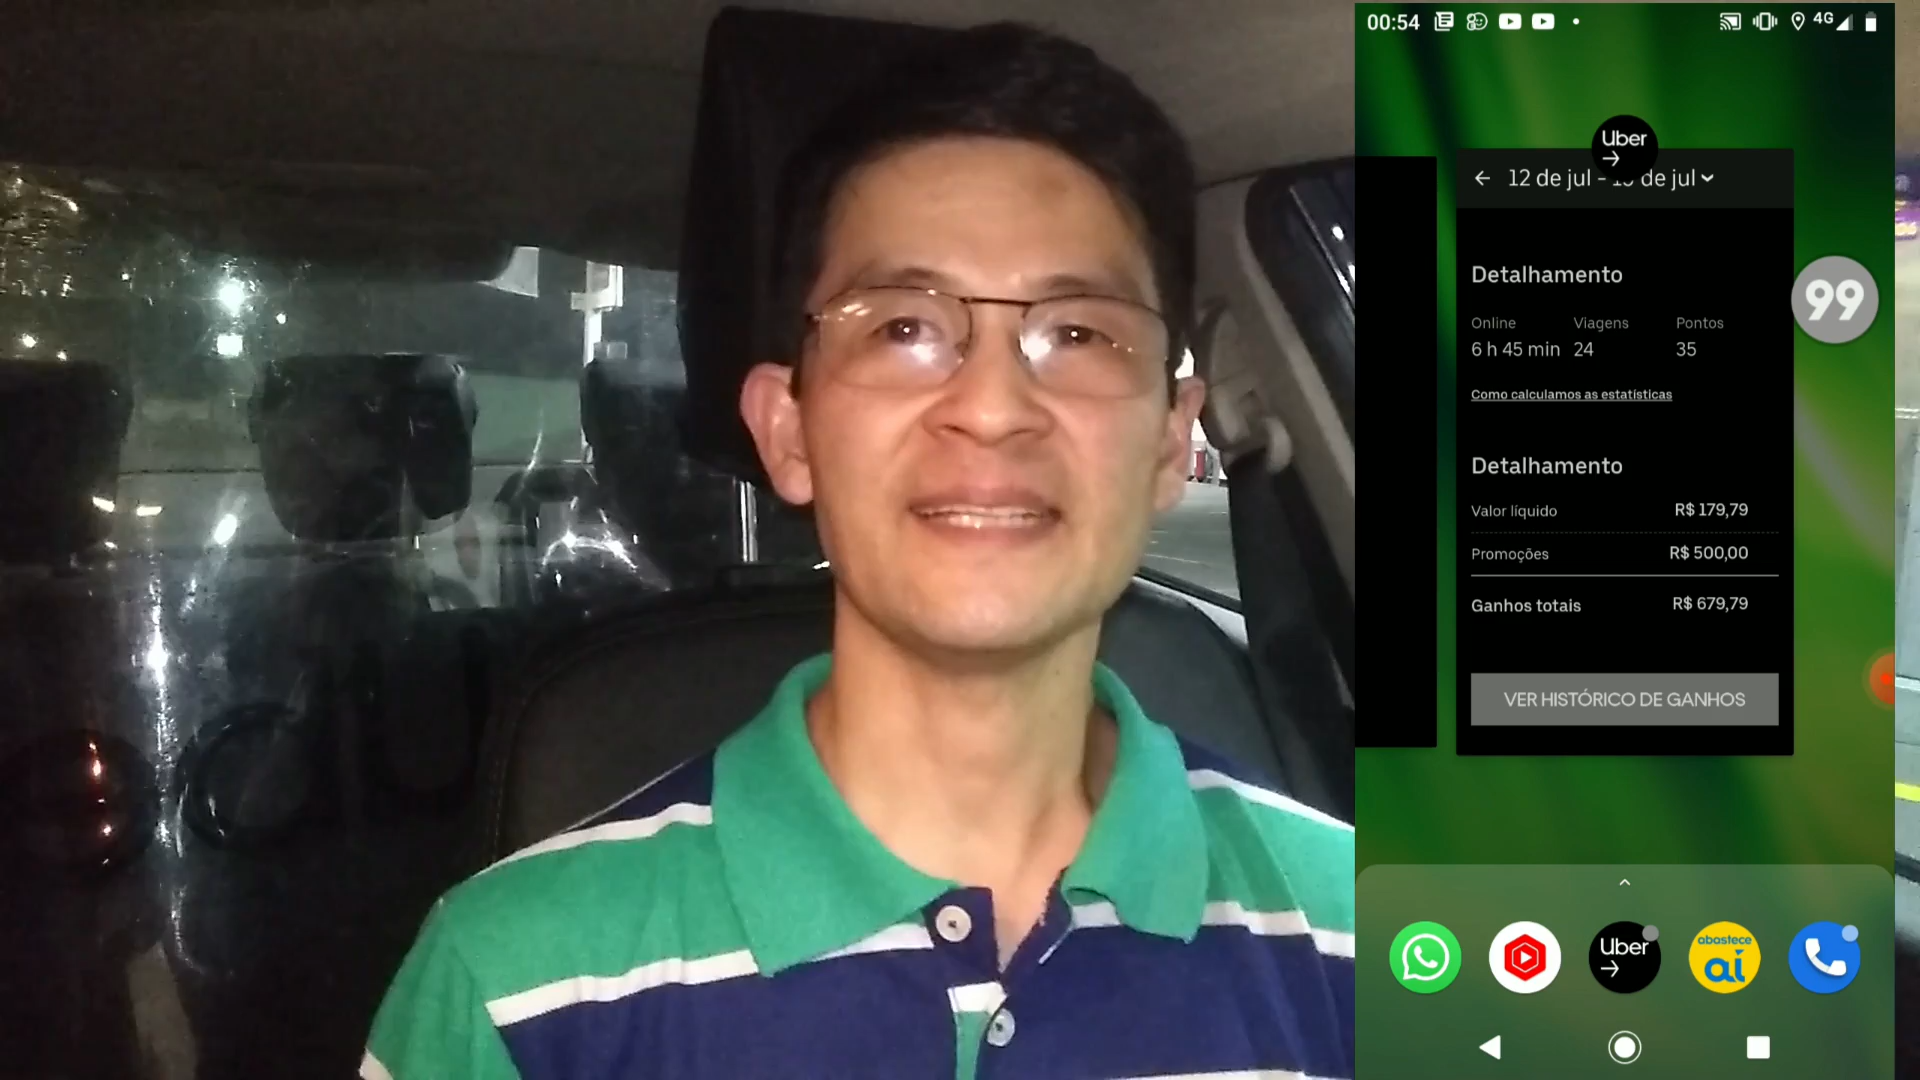 00:54
4G
Uber
12 de jul - de jul
99
Detalhamento
Online Viagens Pontos
6 h 45 min 24 35
Como calculamos as estatísticas
Detalhamento
Valor líquido R$ 179,79
Promoções R$ 500,00
Ganhos totais R$ 679,79
VER HISTÓRICO DE GANHOS
Uber
abastece
aí